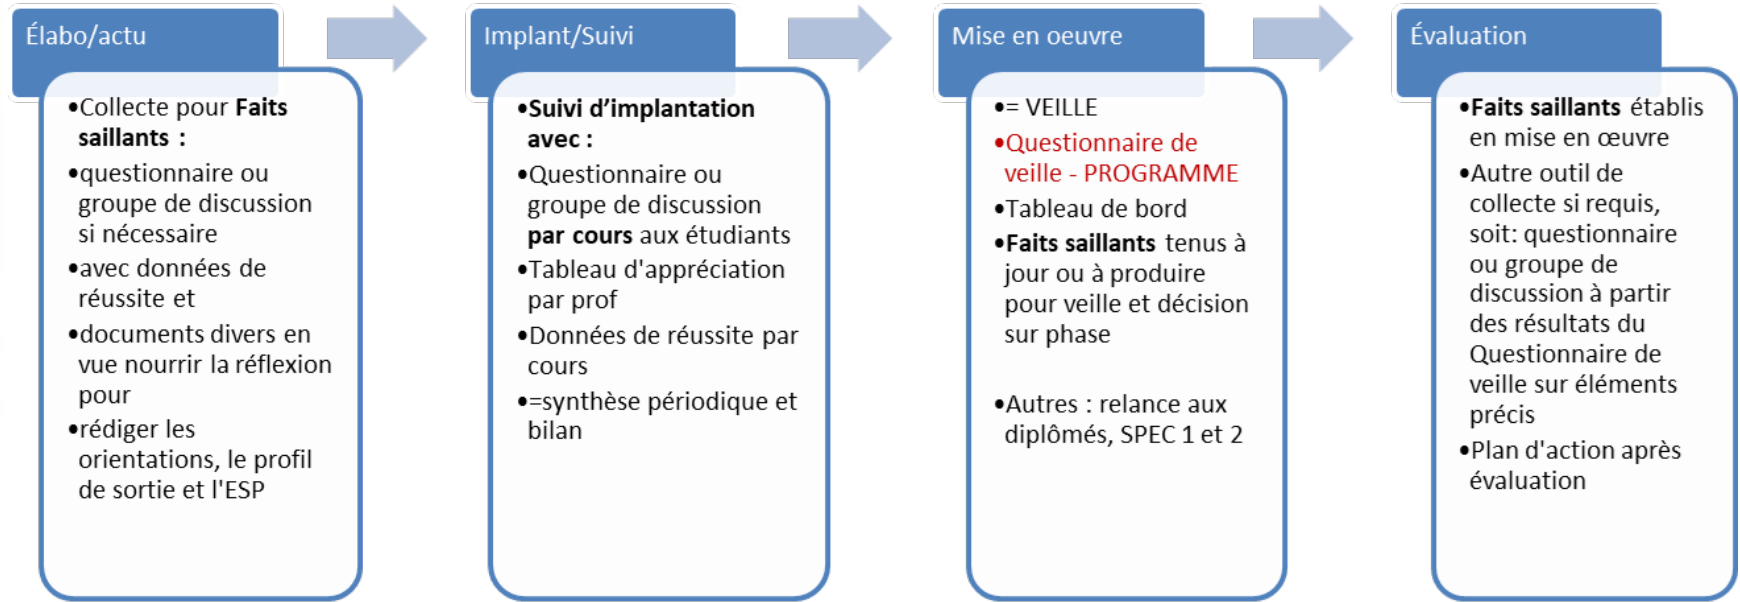 Élabo/actu
•Collecte pour Faits
saillants :
•questionnaire ou
groupe de discussion
si nécessaire
•avec données de
réussite et
•documents divers en
vue nourrir la réflexion
pour
•rédiger les
orientations, le profil
de sortie et l'ESP
Implant/Suivi
•Suivi d’implantation
avec :
•Questionnaire ou
groupe de discussion
par cours aux étudiants
•Tableau d'appréciation
par prof
•Données de réussite par
cours
•=synthèse périodique et
bilan
Mise en oeuvre
•= VEILLE
•Questionnaire de
veille - PROGRAMME
•Tableau de bord
•Faits saillants tenus à
jour ou à produire
pour veille et décision
sur phase
•Autres : relance aux
diplômés, SPEC 1 et 2
Évaluation
•Faits saillants établis
en mise en œuvre
•Autre outil de
collecte si requis,
soit: questionnaire
ou groupe de
discussion à partir
des résultats du
Questionnaire de
veille sur éléments
précis
•Plan d'action après
évaluation